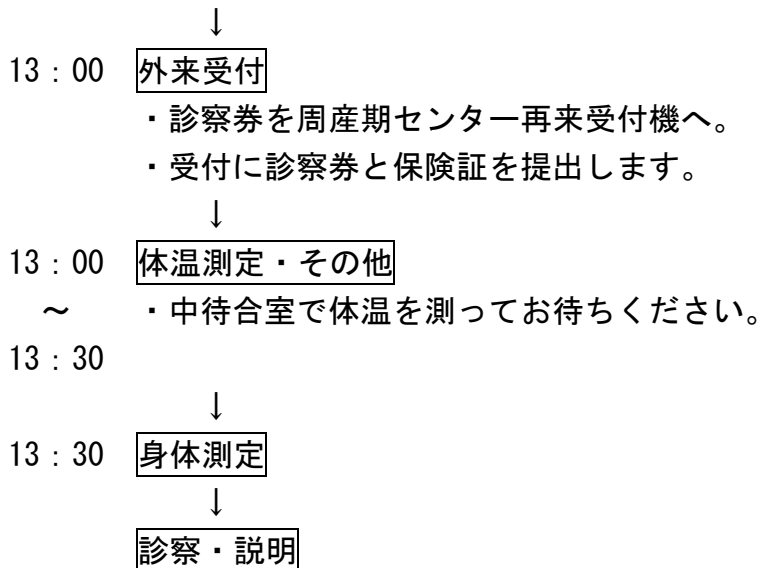 ↓
13：00 外来受付
・診察券を周産期センター再来受付機へ。
・受付に診察券と保険証を提出します。
↓
13：00 体温測定・その他
～ ・中待合室で体温を測ってお待ちください。
13：30
↓
13：30 身体測定
↓
診察・説明